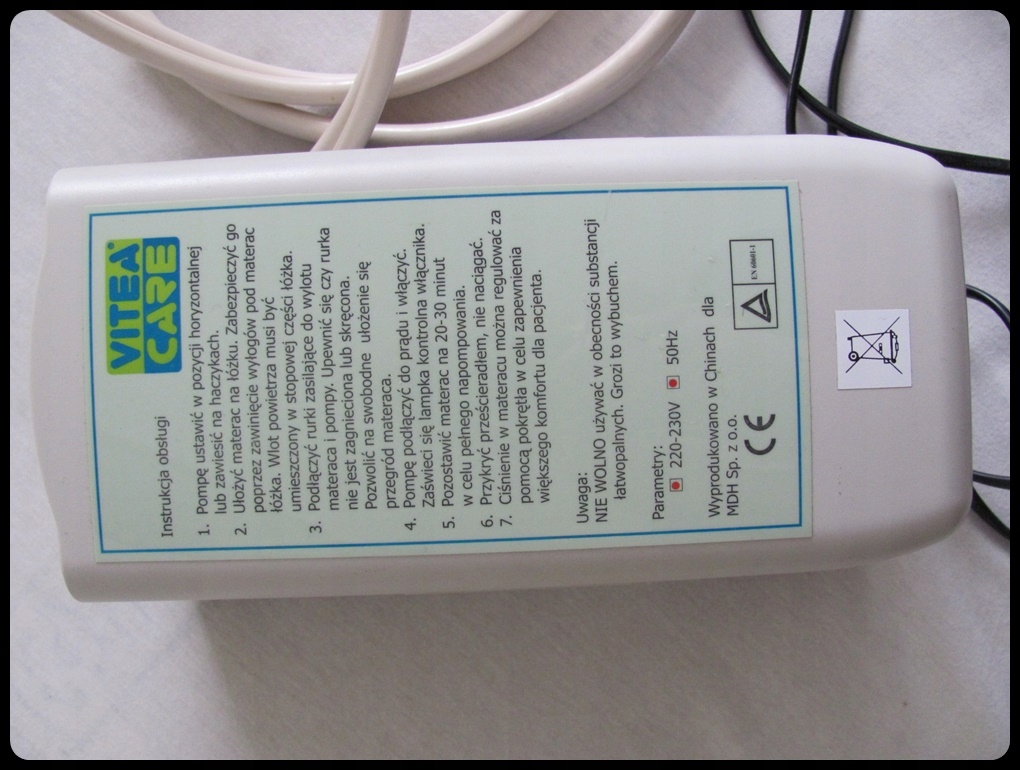 VITEA
CARE
Instrukcja obsługi
1. Pompę ustawić w pozycji horyzontalnej
lub zawiesić na haczykach.
2. Ułożyć materac na łóżku. Zabezpieczyć go
poprzez zawinięcie wyłogów pod materac
łóżka. Wlot powietrza musi być
umieszczony w stopowej części łóżka.
3. Podłączyć rurki zasilające do wylotu
materaca i pompy. Upewnić się czy rurka
nie jest zagnieciona lub skręcona.
Pozwolić na swobodne ułożenie się
przegród materaca.
4. Pompę podłączyć do prądu i włączyć.
Zaświeci się lampka kontrolna włącznika.
5. Pozostawić materac na 20-30 minut
w celu pełnego napompowania.
6. Przykryć prześcieradłem, nie naciągać.
7. Ciśnienie w materacu można regulować za
pomocą pokrętła w celu zapewnienia
większego komfortu dla pacjenta.
Uwaga:
NIE WOLNO używać w obecności substancji
łatwopalnych. Grozi to wybuchem.
Parametry:
220-230V 50Hz
Wyprodukowano w Chinach dla
MDH Sp. z o.o.
CE
EN 60601-1